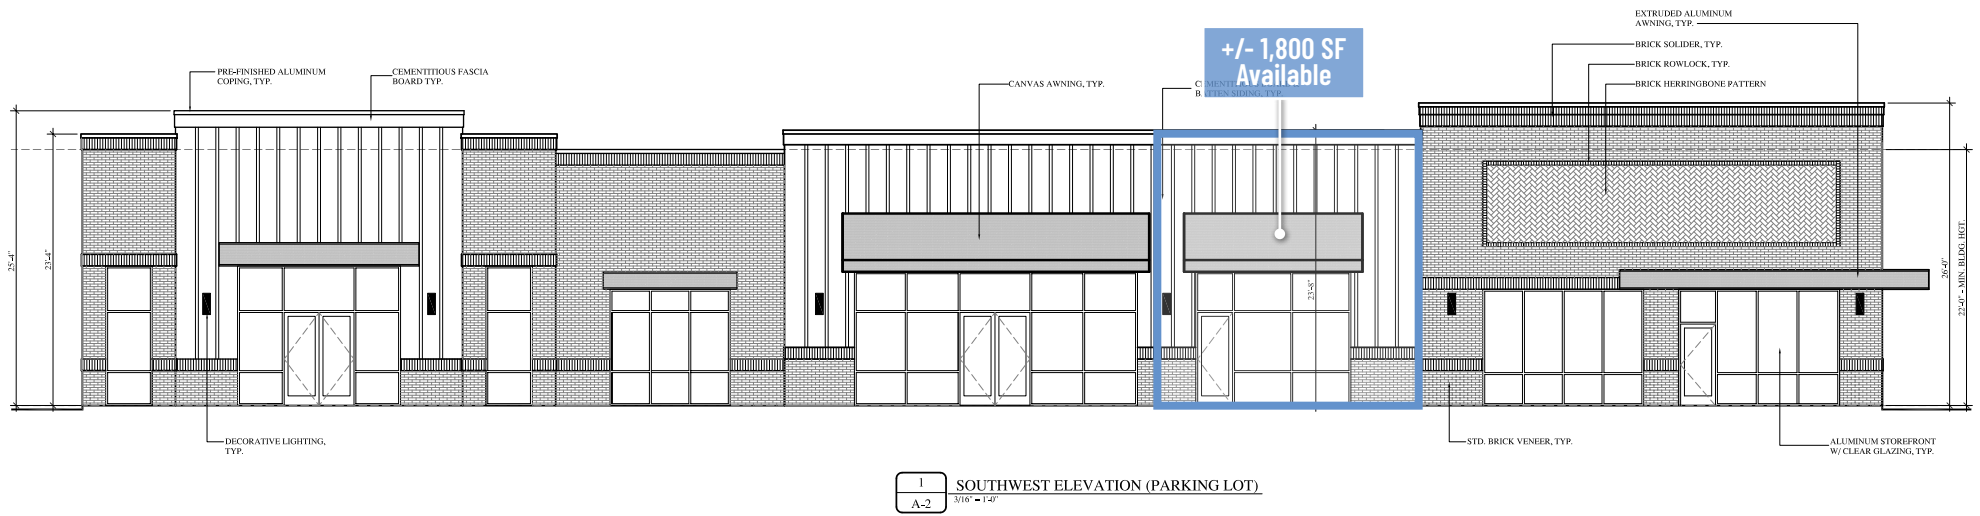 EXTRUDED ALUMINUM
AWNING, TYP.
+/- 1,800 SF
Available
BRICK SOLIDER, TYP.
BRICK ROWLOCK, TYP.
BRICK HERRINGBONE PATTERN
PRE-FINISHED ALUMINUM
COPING, TYP.
CEMENTITIOUS FASCIA
BOARD TYP.
CANVAS AWNING, TYP.
BATTEN SIDING, TYP.
25'-4"
23'-4"
23'-8"
26'-0"
22'-0" - MIN. BLDG. HGT.
DECORATIVE LIGHTING,
TYP.
STD. BRICK VENEER, TYP.
ALUMINUM STOREFRONT
W/ CLEAR GLAZING, TYP.
1
A-2
SOUTHWEST ELEVATION (PARKING LOT)
3/16" = 1'-0"